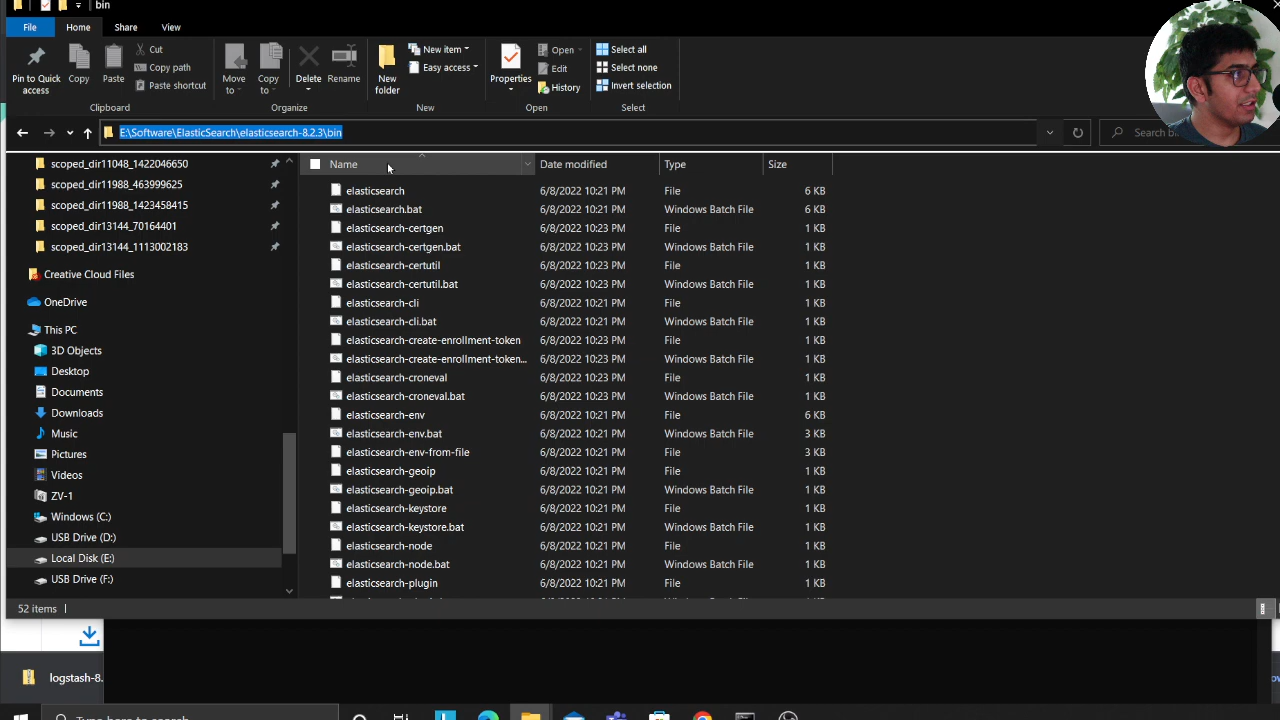 bin
File Home Share View
Pin to Quick access
Copy
Paste
Cut
Copy path
Paste shortcut
Clipboard
Move to
Copy to
Delete
Rename
Organize
New folder
New item
Easy access
New
Properties
Open
Edit
History
Open
Select all
Select none
Invert selection
Select
E:\Software\ElasticSearch\elasticsearch-8.2.3\bin
Search bi
scoped_dir11048_1422046650
scoped_dir11988_463999625
scoped_dir11988_1423458415
scoped_dir13144_70164401
scoped_dir13144_1113002183
Creative Cloud Files
OneDrive
This PC
3D Objects
Desktop
Documents
Downloads
Music
Pictures
Videos
ZV-1
Windows (C:)
USB Drive (D:)
Local Disk (E:)
USB Drive (F:)
Name Date modified Type Size
elasticsearch 6/8/2022 10:21 PM File 6 KB
elasticsearch.bat 6/8/2022 10:21 PM Windows Batch File 6 KB
elasticsearch-certgen 6/8/2022 10:23 PM File 1 KB
elasticsearch-certgen.bat 6/8/2022 10:23 PM Windows Batch File 1 KB
elasticsearch-certutil 6/8/2022 10:23 PM File 1 KB
elasticsearch-certutil.bat 6/8/2022 10:23 PM Windows Batch File 1 KB
elasticsearch-cli 6/8/2022 10:21 PM File 1 KB
elasticsearch-cli.bat 6/8/2022 10:21 PM Windows Batch File 1 KB
elasticsearch-create-enrollment-token 6/8/2022 10:23 PM File 1 KB
elasticsearch-create-enrollment-token... 6/8/2022 10:23 PM Windows Batch File 1 KB
elasticsearch-croneval 6/8/2022 10:23 PM File 1 KB
elasticsearch-croneval.bat 6/8/2022 10:23 PM Windows Batch File 1 KB
elasticsearch-env 6/8/2022 10:21 PM File 6 KB
elasticsearch-env.bat 6/8/2022 10:21 PM Windows Batch File 3 KB
elasticsearch-env-from-file 6/8/2022 10:21 PM File 3 KB
elasticsearch-geoip 6/8/2022 10:21 PM File 1 KB
elasticsearch-geoip.bat 6/8/2022 10:21 PM Windows Batch File 1 KB
elasticsearch-keystore 6/8/2022 10:21 PM File 1 KB
elasticsearch-keystore.bat 6/8/2022 10:21 PM Windows Batch File 1 KB
elasticsearch-node 6/8/2022 10:21 PM File 1 KB
elasticsearch-node.bat 6/8/2022 10:21 PM Windows Batch File 1 KB
elasticsearch-plugin 6/8/2022 10:21 PM File 1 KB
52 items
logstash-8.
Type here to search